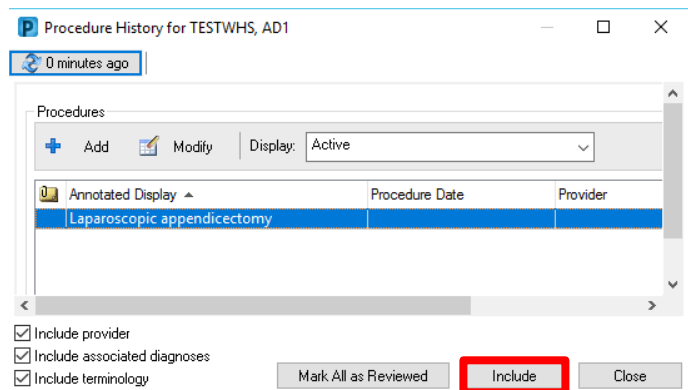 P Procedure History for TESTWHS, AD1
0 minutes ago
Procedures
Add Modify Display: Active
Annotated Display Procedure Date Provider
Laparoscopic appendicectomy
Include provider
Include associated diagnoses
Include terminology
Mark All as Reviewed Include Close